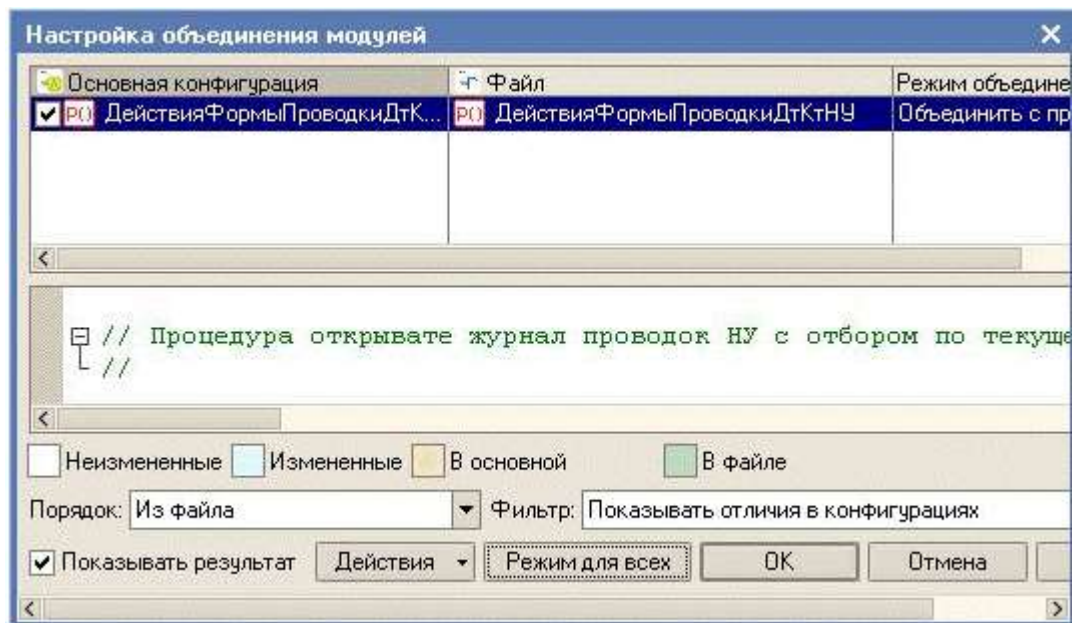 Настройка объединения модулей
Основная конфигурация Файл Режим объедине
P() ДействияФормыПроводкиДтК... P() ДействияФормыПроводкиДтКтНУ Объединить с пр
// Процедура открывате журнал проводок НУ с отбором по текуще
//
Неизмененные Измененные В основной В файле
Порядок: Из файла Фильтр: Показывать отличия в конфигурациях
Показывать результат Действия Режим для всех OK Отмена